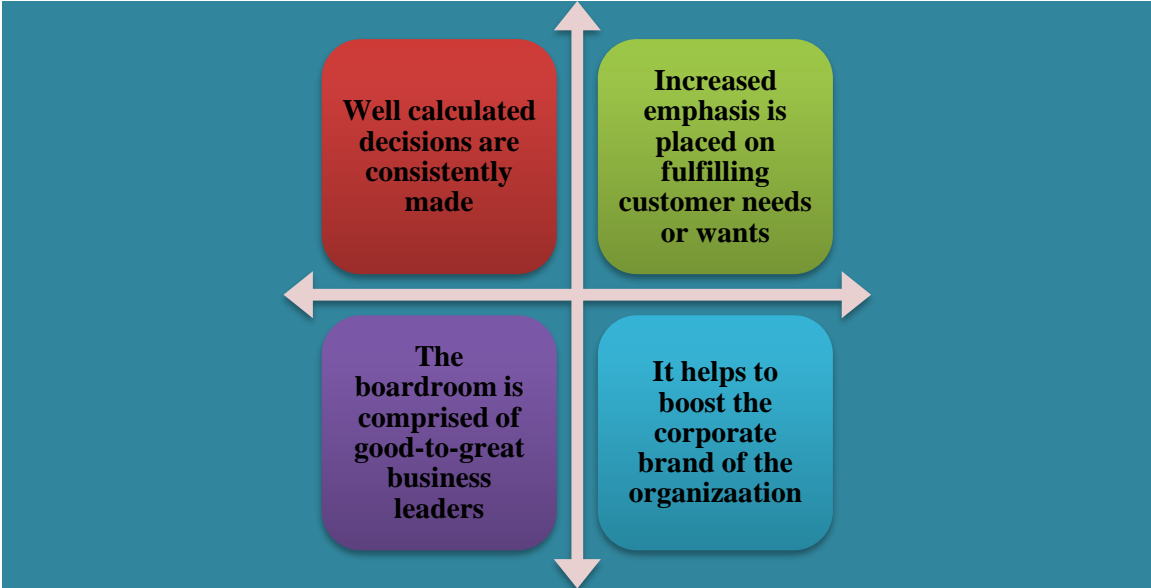 Well calculated
decisions are
consistently
made
Increased
emphasis is
placed on
fulfilling
customer needs
or wants
The
boardroom is
comprised of
good-to-great
business
leaders
It helps to
boost the
corporate
brand of the
organizaation